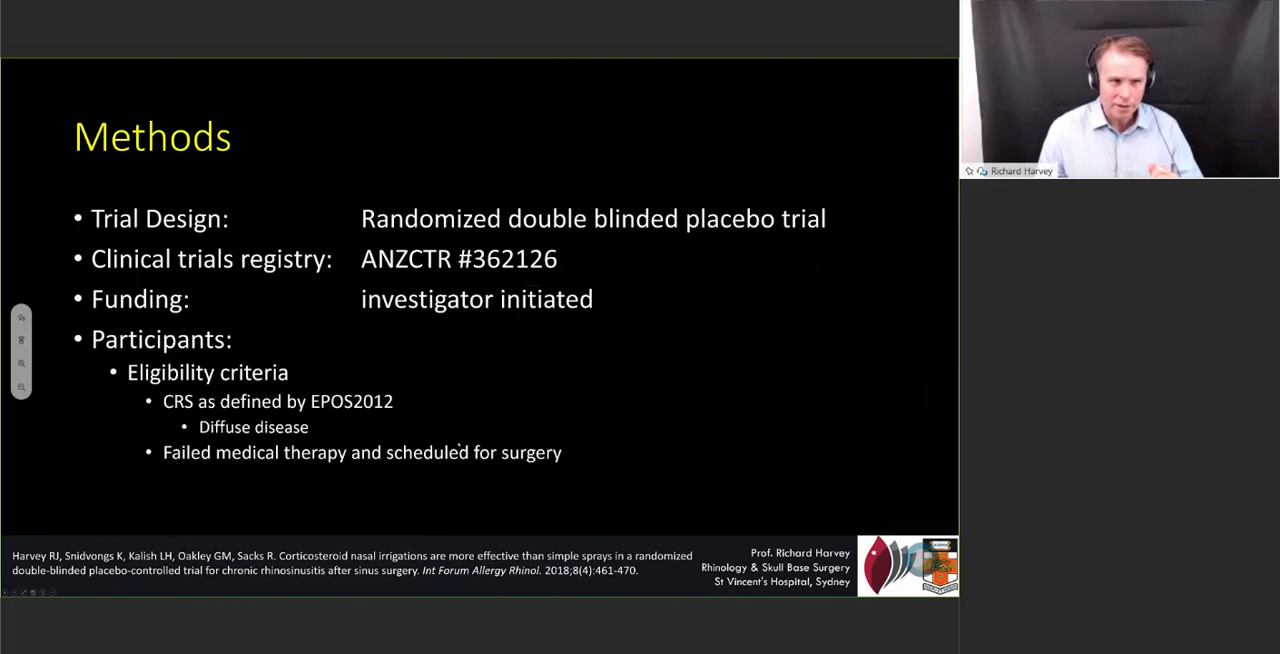 Methods
• Trial Design: Randomized double blinded placebo trial
• Clinical trials registry: ANZCTR #362126
• Funding: investigator initiated
• Participants:
• Eligibility criteria
• CRS as defined by EPOS2012
• Diffuse disease
• Failed medical therapy and scheduled for surgery
Harvey RJ, Snidvongs K, Kalish LH, Oakley GM, Sacks R. Corticosteroid nasal irrigations are more effective than simple sprays in a randomized
double-blinded placebo-controlled trial for chronic rhinosinusitis after sinus surgery. Int Forum Allergy Rhinol. 2018;8(4):461-470.
Prof. Richard Harvey
Rhinology & Skull Base Surgery
St Vincent's Hospital, Sydney
Richard Harvey